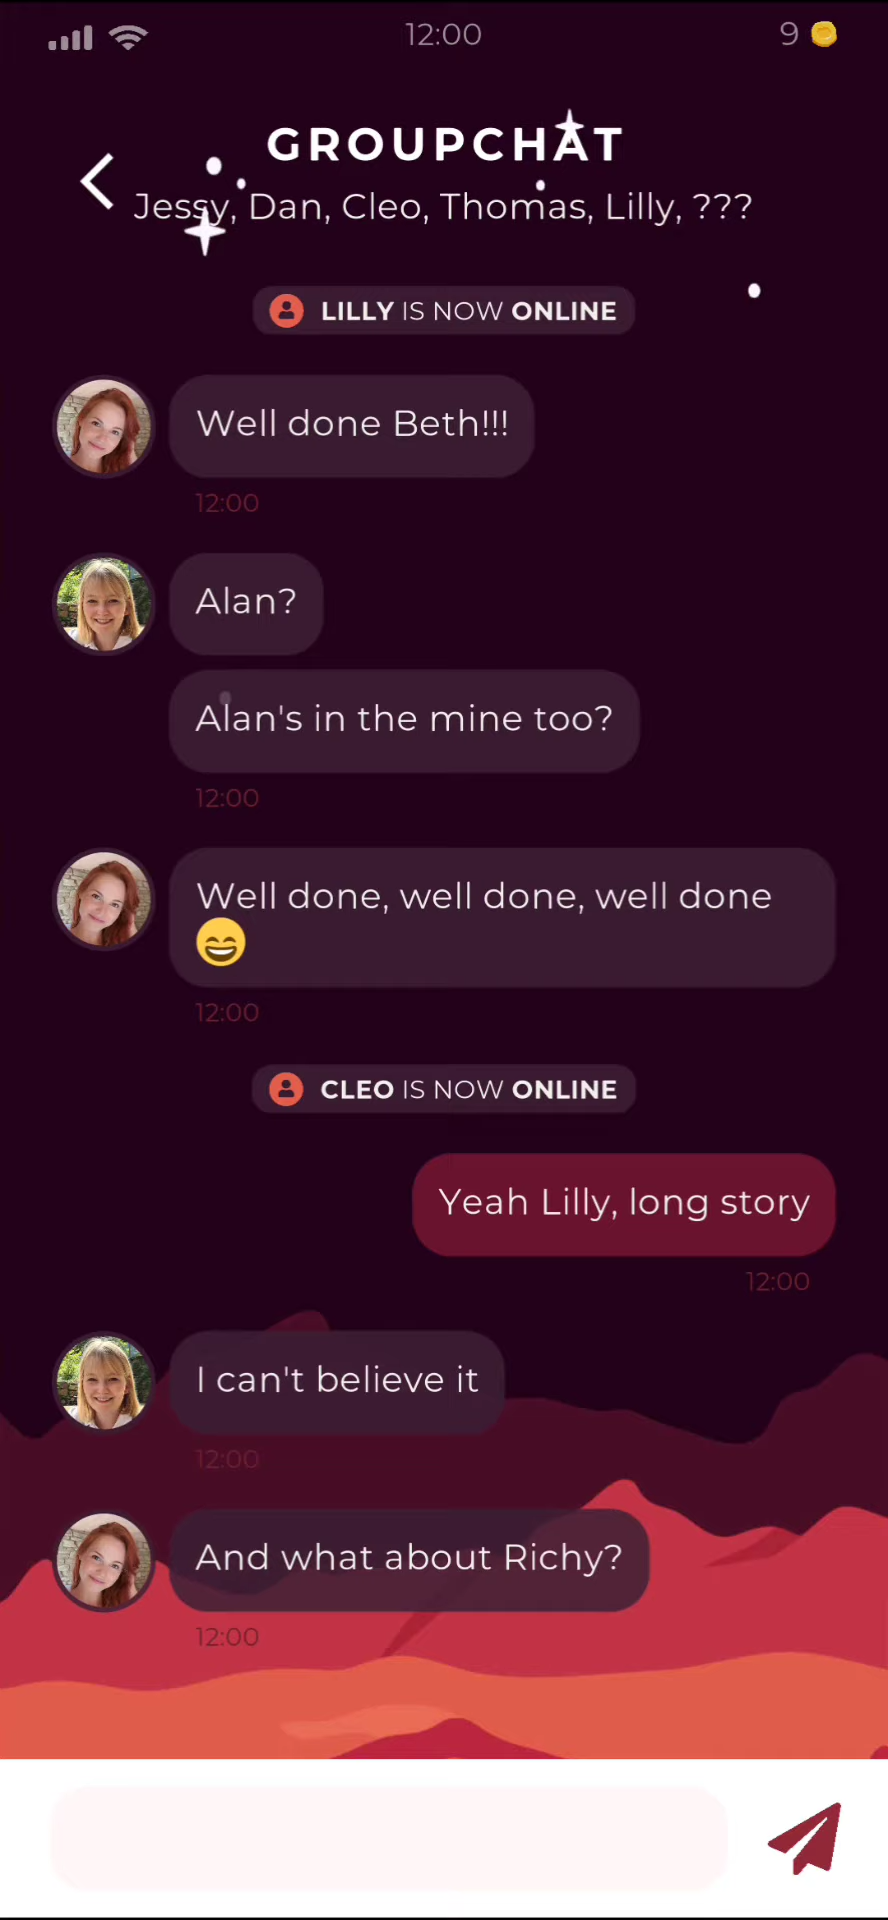 12:00
9
GROUPCHAT
Jessy, Dan, Cleo, Thomas, Lilly, ???
LILLY IS NOW ONLINE
Well done Beth!!!
12:00
Alan?
Alan's in the mine too?
12:00
Well done, well done, well done
😄
12:00
CLEO IS NOW ONLINE
Yeah Lilly, long story
12:00
I can't believe it
12:00
And what about Richy?
12:00